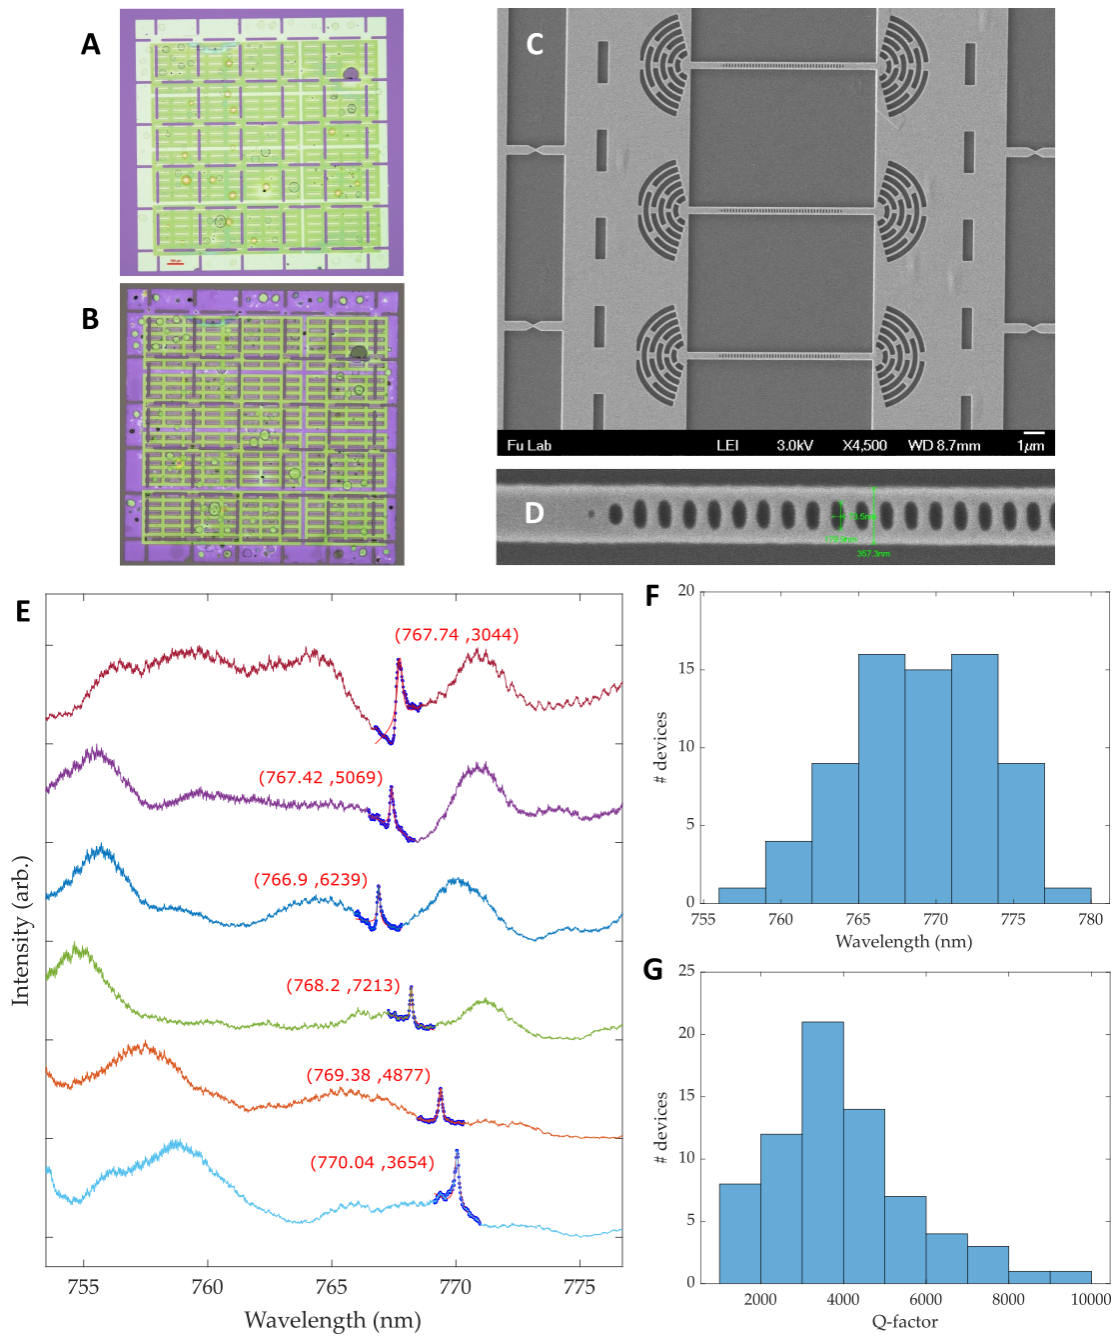 A
B
C
Fu Lab LEI 3.0kV X4,500 WD 8.7mm 1μm
D
367.3nm
E
(767.74 ,3044)
(767.42 ,5069)
(766.9 ,6239)
(768.2 ,7213)
(769.38 ,4877)
(770.04 ,3654)
Intensity (arb.)
755 760 765 770 775
Wavelength (nm)
F
20
15
10
5
0
# devices
755 760 765 770 775 780
Wavelength (nm)
G
25
20
15
10
5
0
# devices
2000 4000 6000 8000 10000
Q-factor